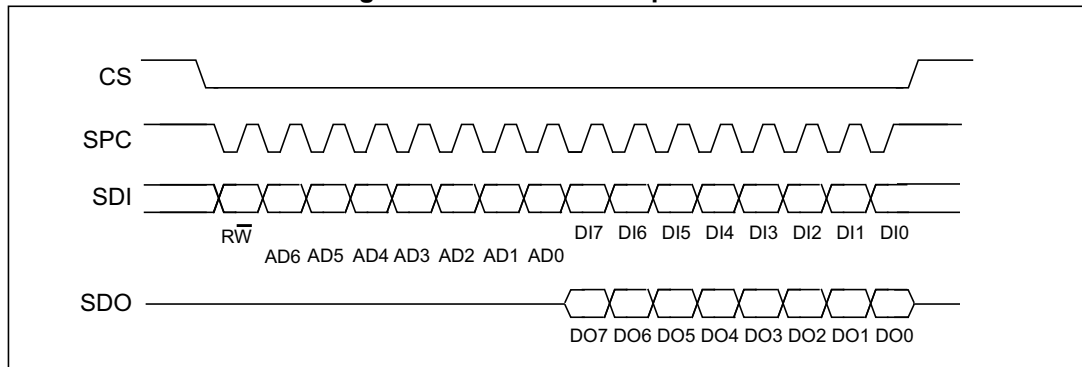 CS
SPC
SDI
RW̅
DI7 DI6 DI5 DI4 DI3 DI2 DI1 DI0
AD6 AD5 AD4 AD3 AD2 AD1 AD0
SDO
DO7 DO6 DO5 DO4 DO3 DO2 DO1 DO0